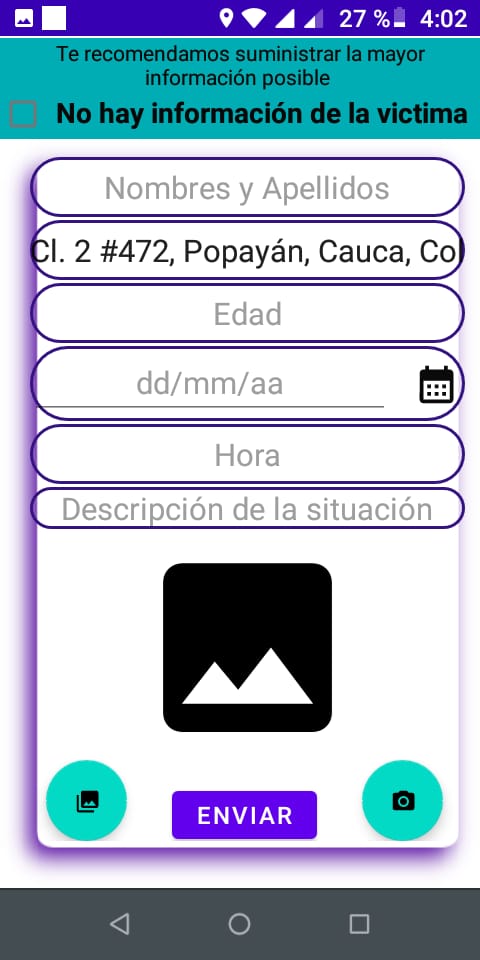 27 % 4:02
Te recomendamos suministrar la mayor
información posible
No hay información de la victima
Nombres y Apellidos
Cl. 2 #472, Popayán, Cauca, Col
Edad
dd/mm/aa
Hora
Descripción de la situación
ENVIAR